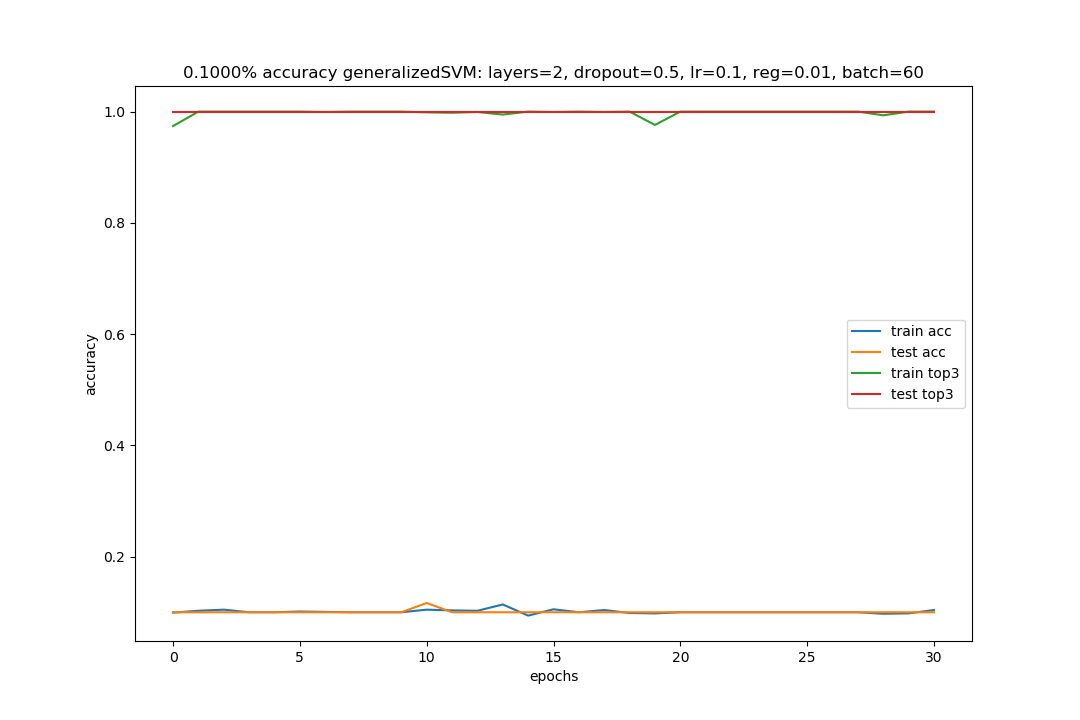 0.1000% accuracy generalizedSVM: layers=2, dropout=0.5, lr=0.1, reg=0.01, batch=60
1.0
0.8
0.6
0.4
0.2
accuracy
train acc
test acc
train top3
test top3
0 5 10 15 20 25 30
epochs